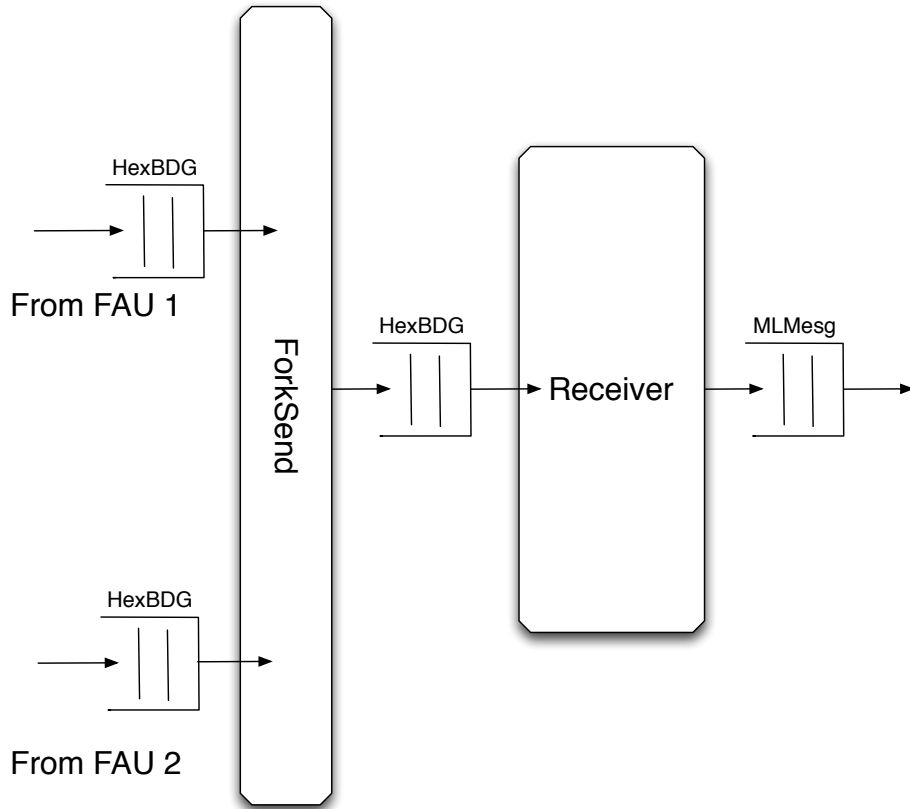 HexBDG
From FAU 1
ForkSend
HexBDG
Receiver
MLMesg
HexBDG
From FAU 2